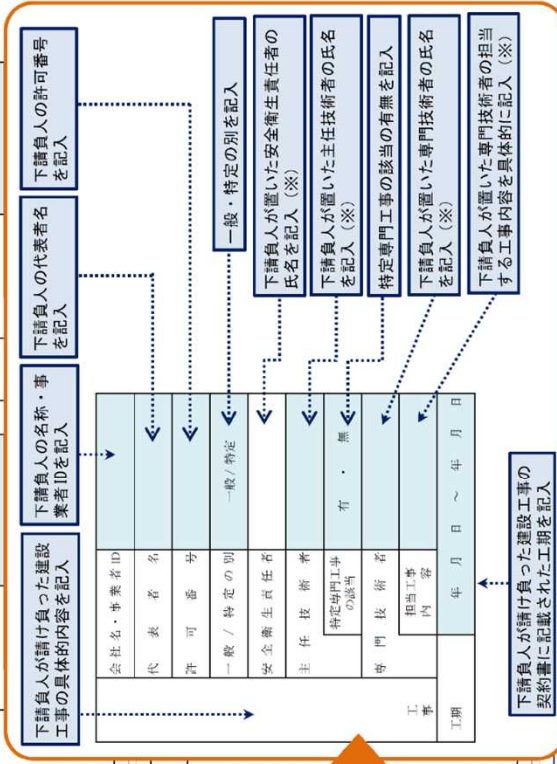 下請負人が請け負った建設
工事の具体的内容を記入
下請負人の名称・事
業者IDを記入
下請負人の代表者名
を記入
下請負人の許可番号
を記入
会社名・事業者ID
代表者名
許可番号
一般/特定の別
一般/特定
安全衛生責任者
主任技術者
特定専門工事
の該当
有・無
専門技術者
担当工事
内容
工事
工期
年 月 日 ～ 年 月 日
一般・特定の別を記入
下請負人が置いた安全衛生責任者の
氏名を記入（※）
下請負人が置いた主任技術者の氏名
を記入（※）
特定専門工事の該当の有無を記入
下請負人が置いた専門技術者の氏名
を記入（※）
下請負人が置いた専門技術者の担当
する工事内容を具体的に記入（※）
下請負人が請け負った建設工事の
契約書に記載された工期を記入